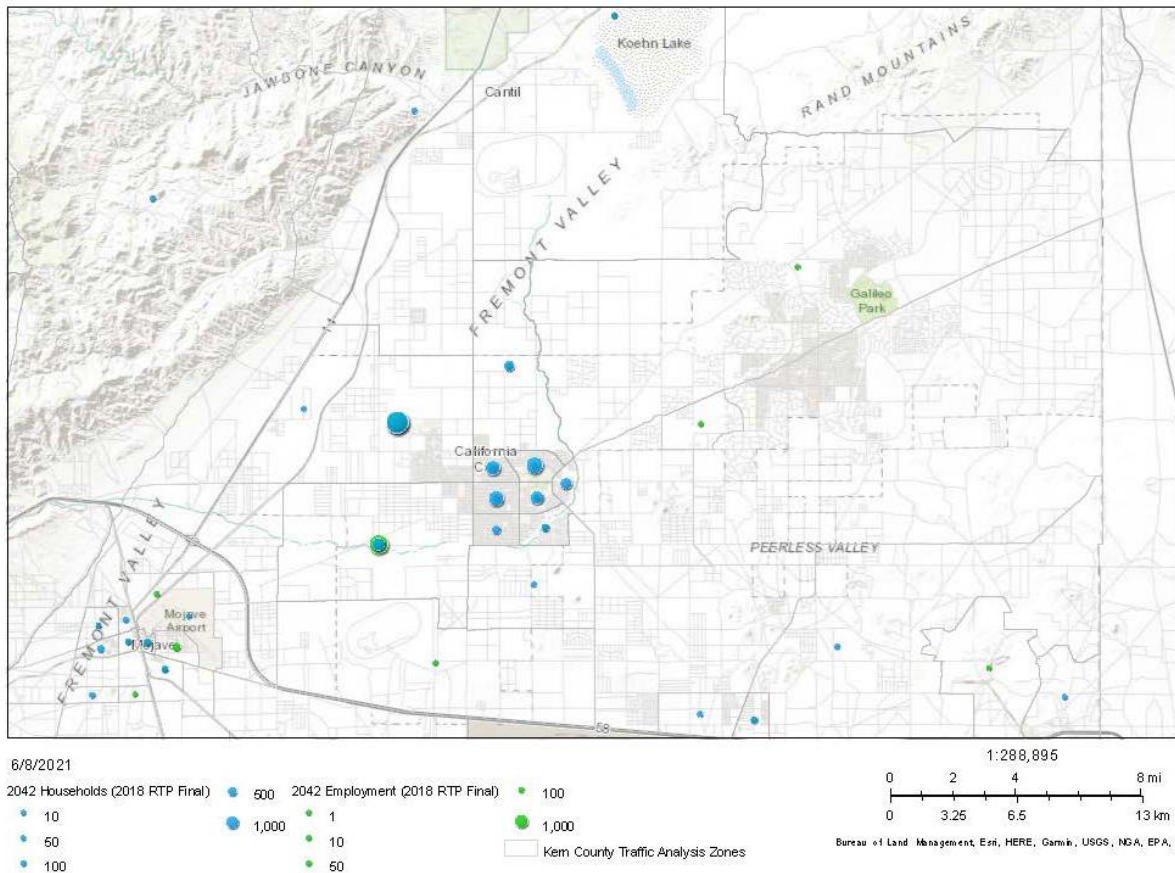 Koehn Lake
JAWBONE CANYON
Cantil
RAND MOUNTAINS
FREMONT VALLEY
14
Galileo
Park
California
PEERLESS VALLEY
FREMONT VALLEY
Mojave
Airport
Mojave
58
6/8/2021
2042 Households (2018 RTP Final)
10
50
100
500
1,000
2042 Employment (2018 RTP Final)
1
10
50
100
1,000
Kern County Traffic Analysis Zones
1:288,895
0 2 4 8 mi
0 3.25 6.5 13 km
Bureau of Land Management, Esri, HERE, Garmin, USGS, NGA, EPA,